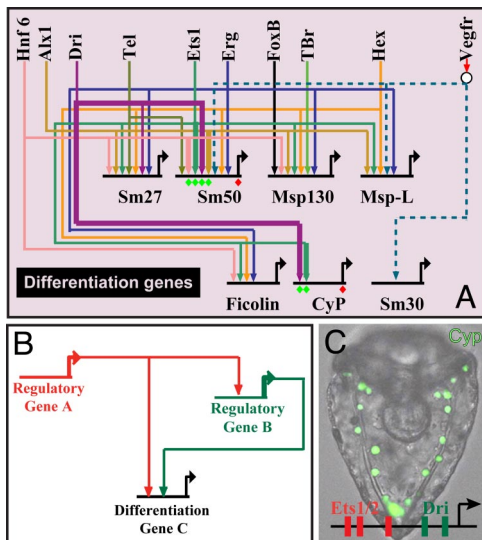 Hnf 6 Alx1 Dri Tel Ets1 Erg FoxB TBr Hex Vegfr
Sm27 Sm50 Msp130 Msp-L
Differentiation genes
Ficolin CyP Sm30
A
B
Regulatory
Gene A
Regulatory
Gene B
Differentiation
Gene C
C
Cyp
Ets1/2 Dri